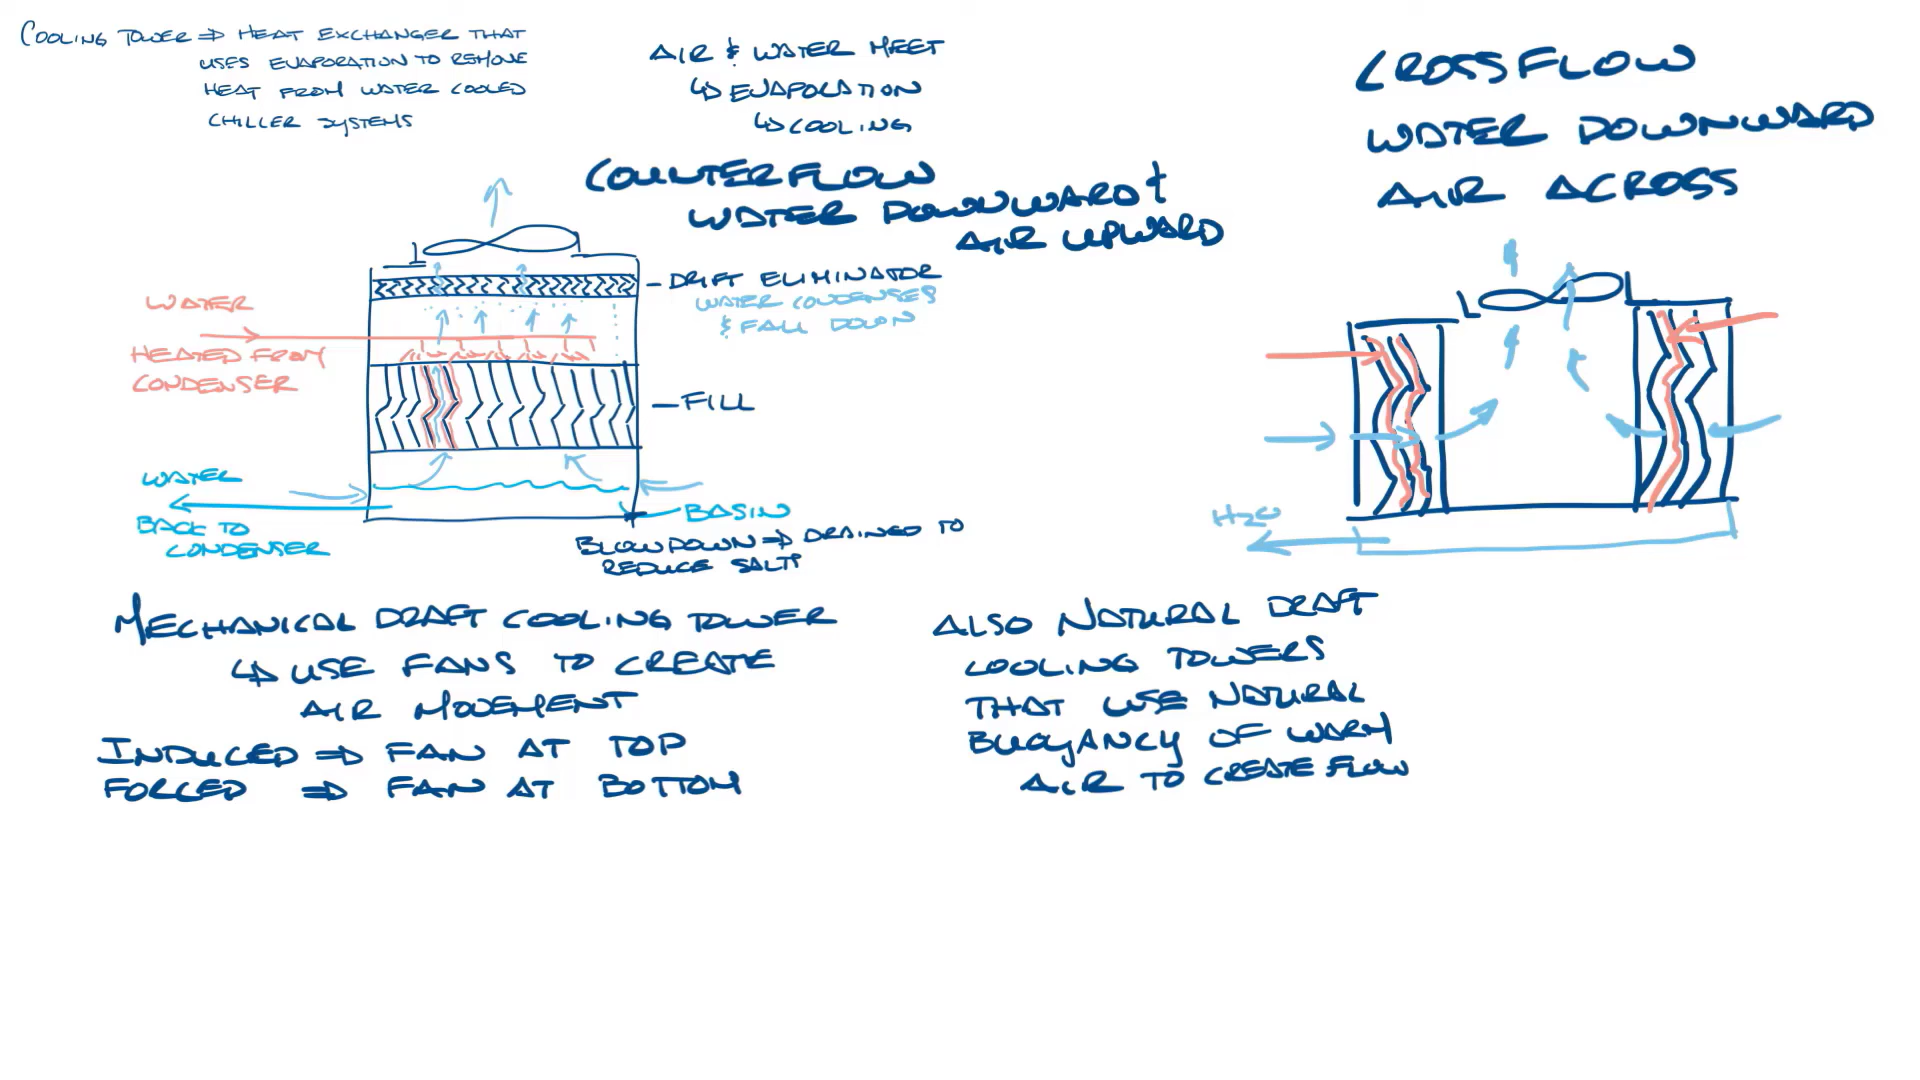 COOLING TOWER ⇒ HEAT EXCHANGER THAT
USES EVAPORATION TO REMOVE
HEAT FROM WATER COOLED
CHILLER SYSTEMS
AIR & WATER MEET
↳ EVAPORATION
↳ COOLING
COUNTERFLOW
WATER DOWNWARD &
AIR UPWARD
CROSSFLOW
WATER DOWNWARD
AIR ACROSS
DRIFT ELIMINATOR
WATER CONDENSES
& FALL DOWN
WATER
HEATED FROM
CONDENSER
FILL
WATER
BACK TO
CONDENSER
BASIN
BLOWDOWN ⇒ DRAINED TO
REDUCE SALTS
H2O
MECHANICAL DRAFT COOLING TOWER
↳ USE FANS TO CREATE
AIR MOVEMENT
INDUCED ⇒ FAN AT TOP
FORCED ⇒ FAN AT BOTTOM
ALSO NATURAL DRAFT
COOLING TOWERS
THAT USE NATURAL
BUOYANCY OF WARM
AIR TO CREATE FLOW